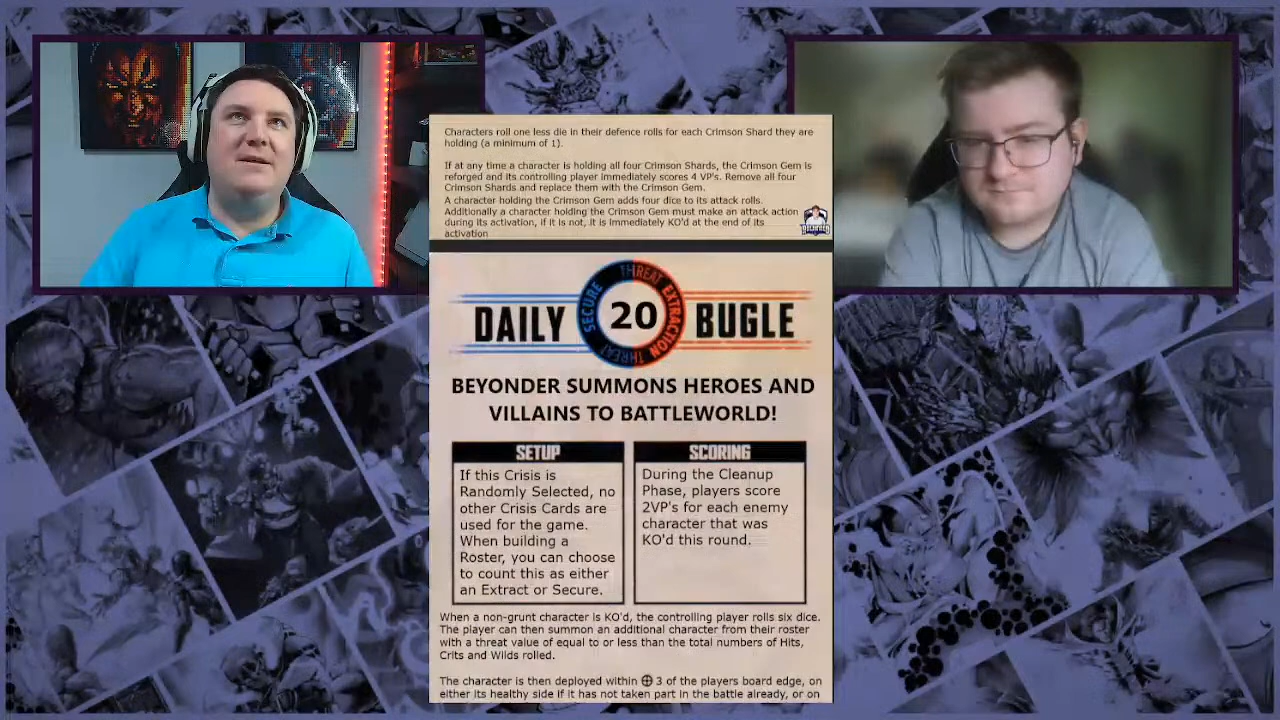 Characters roll one less die in their defence rolls for each Crimson Shard they are
holding (a minimum of 1).
If at any time a character is holding all four Crimson Shards, the Crimson Gem is
reforged and its controlling player immediately scores 4 VP's. Remove all four
Crimson Shards and replace them with the Crimson Gem.
A character holding the Crimson Gem adds four dice to its attack rolls.
Additionally a character holding the Crimson Gem must make an attack action
during its activation, if it is not, it is immediately KO'd at the end of its
activation
THREAT
SECURE EXTRACTION
DAILY 20 BUGLE
THREAT
BEYONDER SUMMONS HEROES AND
VILLAINS TO BATTLEWORLD!
SETUP
If this Crisis is
Randomly Selected, no
other Crisis Cards are
used for the game.
When building a
Roster, you can choose
to count this as either
an Extract or Secure.
SCORING
During the Cleanup
Phase, players score
2VP's for each enemy
character that was
KO'd this round.
When a non-grunt character is KO'd, the controlling player rolls six dice.
The player can then summon an additional character from their roster
with a threat value of equal to or less than the total numbers of Hits,
Crits and Wilds rolled.
The character is then deployed within 3 of the players board edge, on
either its healthy side if it has not taken part in the battle already, or on